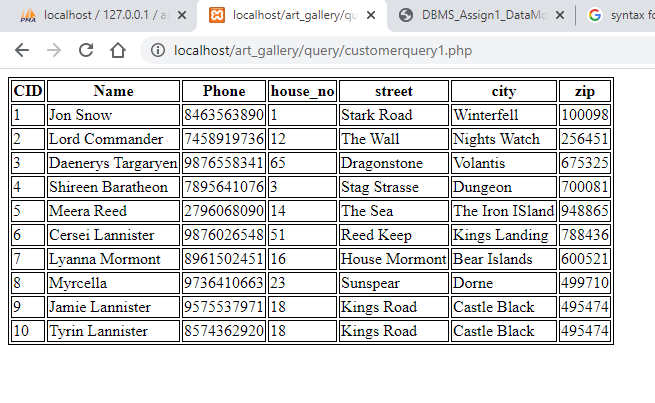 PMA localhost / 127.0.0.1 / a localhost/art_gallery/qu DBMS_Assign1_DataMo G syntax fo
localhost/art_gallery/query/customerquery1.php
CID Name Phone house_no street city zip
1 Jon Snow 8463563890 1 Stark Road Winterfell 100098
2 Lord Commander 7458919736 12 The Wall Nights Watch 256451
3 Daenerys Targaryen 9876558341 65 Dragonstone Volantis 675325
4 Shireen Baratheon 7895641076 3 Stag Strasse Dungeon 700081
5 Meera Reed 2796068090 14 The Sea The Iron ISland 948865
6 Cersei Lannister 9876026548 51 Reed Keep Kings Landing 788436
7 Lyanna Mormont 8961502451 16 House Mormont Bear Islands 600521
8 Myrcella 9736410663 23 Sunspear Dorne 499710
9 Jamie Lannister 9575537971 18 Kings Road Castle Black 495474
10 Tyrin Lannister 8574362920 18 Kings Road Castle Black 495474